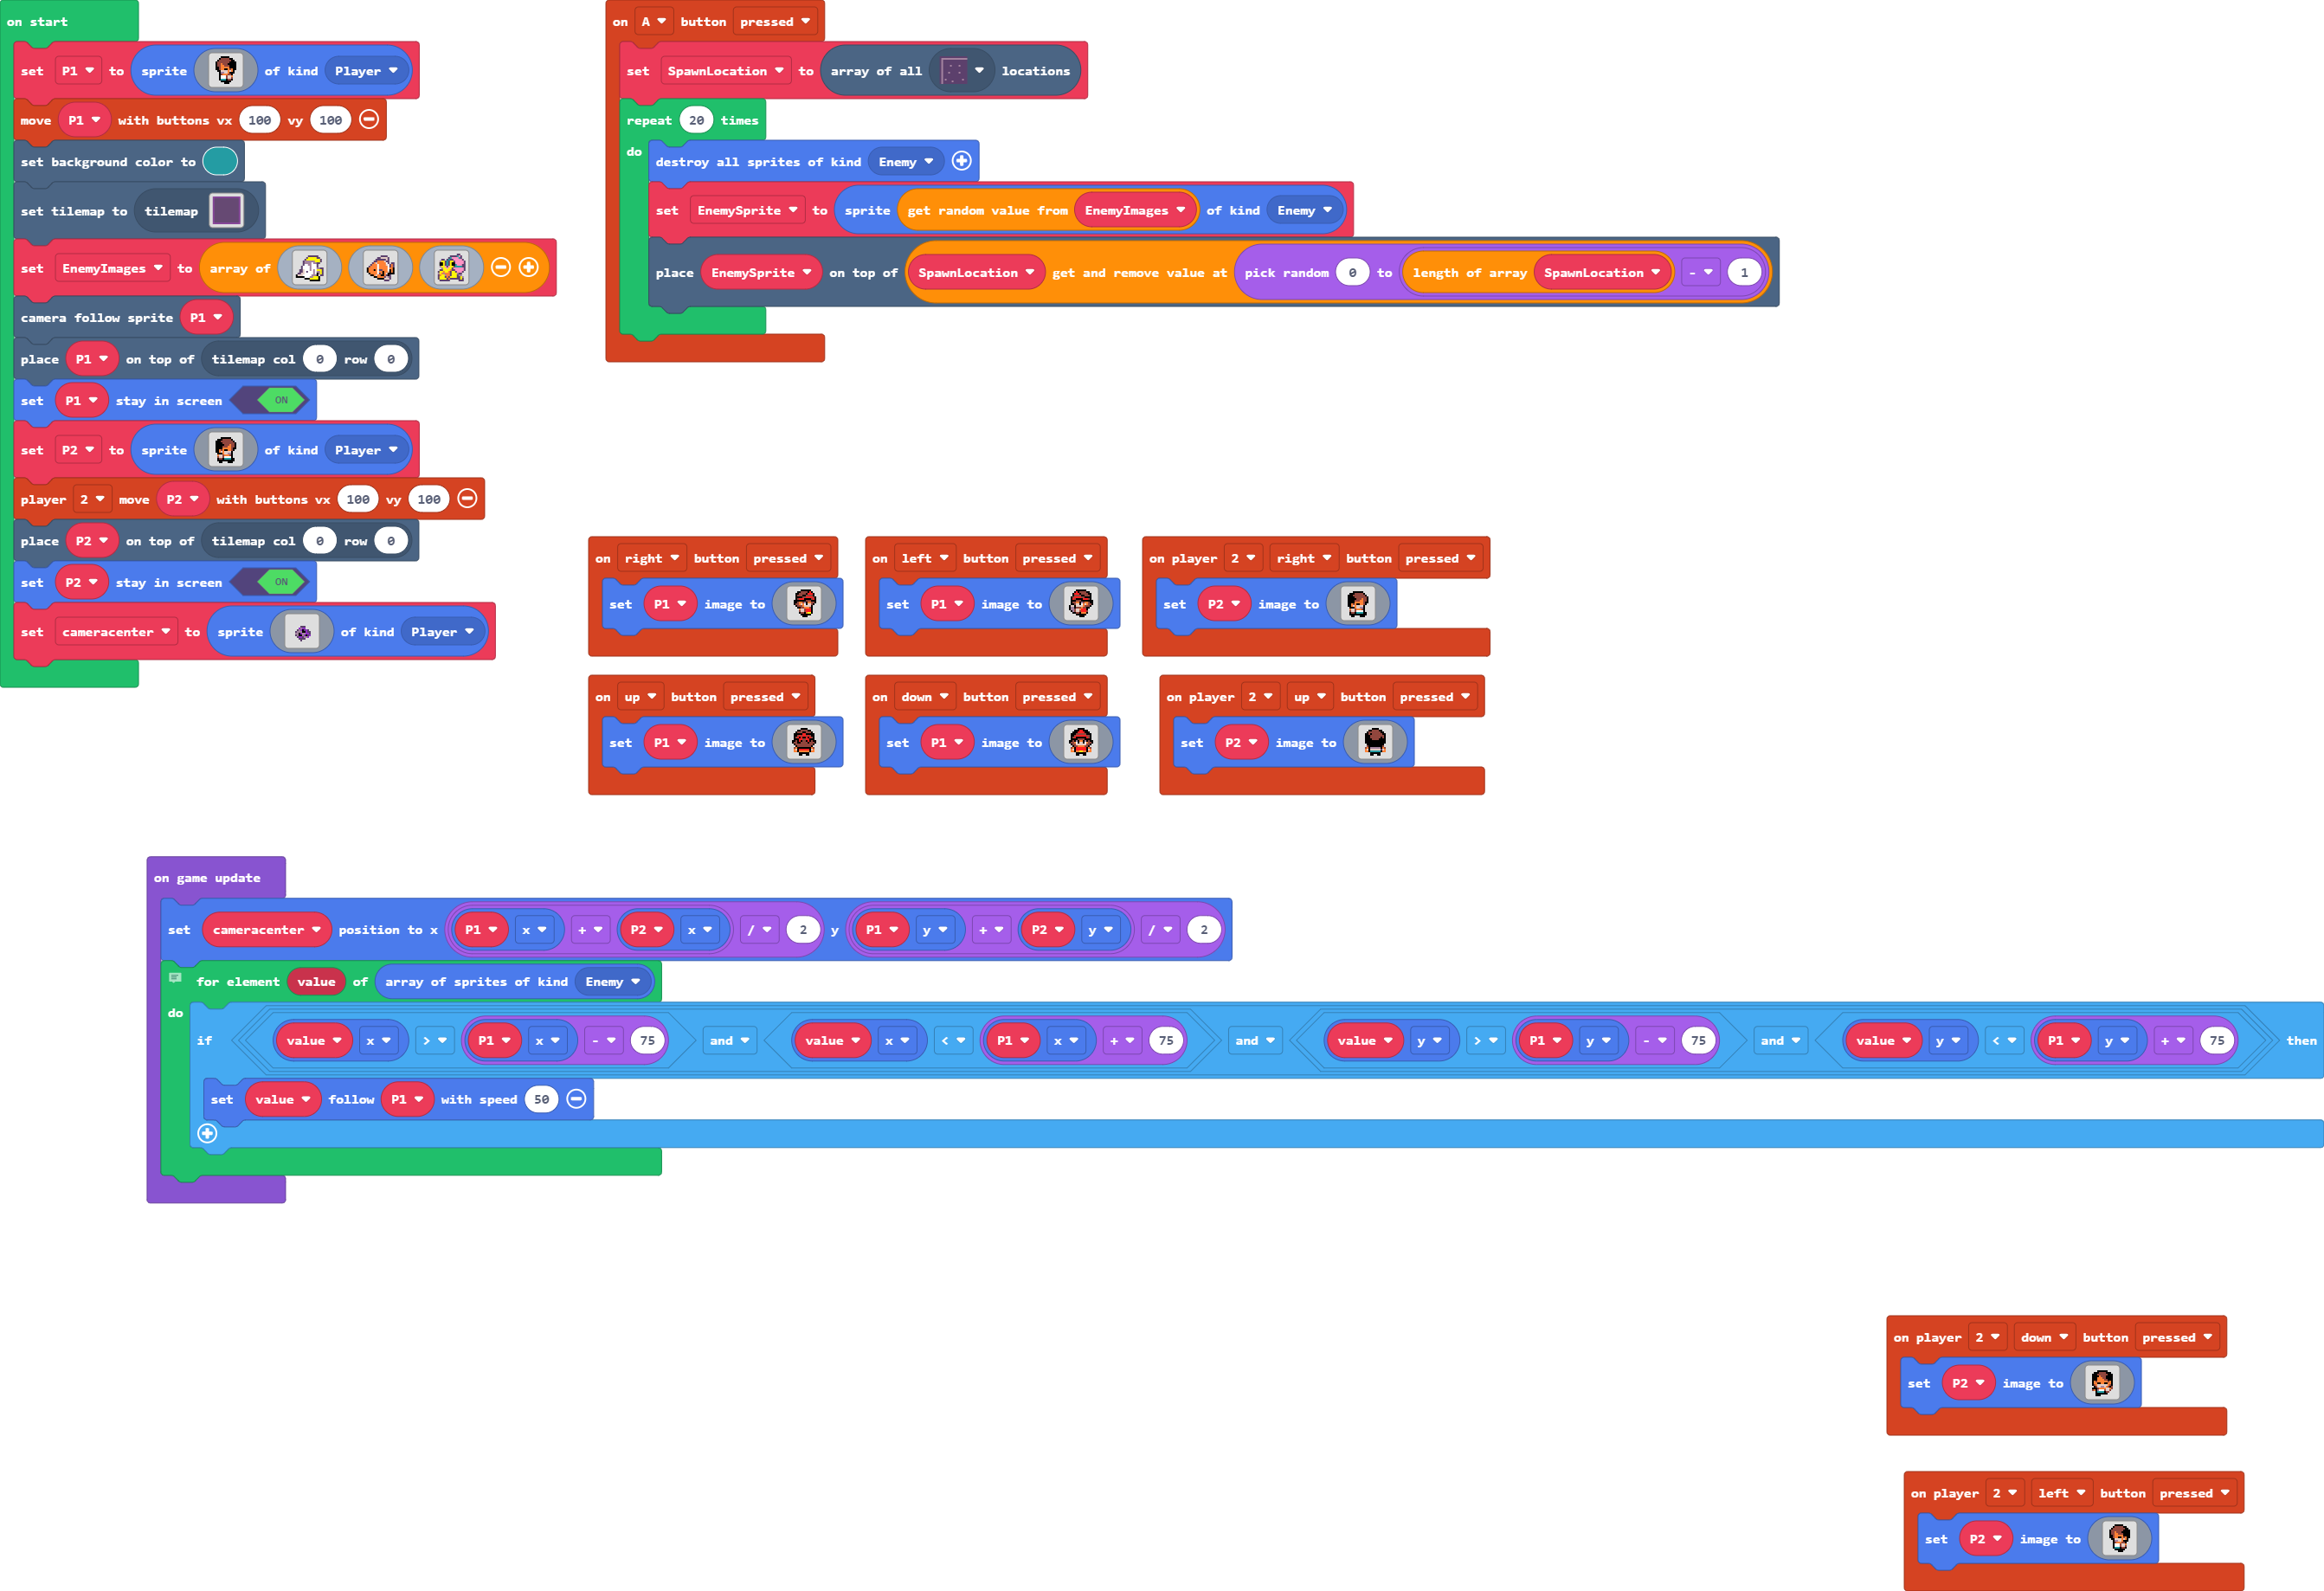 on start
set P1 to sprite of kind Player
move P1 with buttons vx 100 vy 100
set background color to
set tilemap to tilemap
set EnemyImages to array of
camera follow sprite P1
place P1 on top of tilemap col 0 row 0
set P1 stay in screen ON
set P2 to sprite of kind Player
player 2 move P2 with buttons vx 100 vy 100
place P2 on top of tilemap col 0 row 0
set P2 stay in screen ON
set cameracenter to sprite of kind Player
on A button pressed
set SpawnLocation to array of all locations
repeat 20 times
do
destroy all sprites of kind Enemy
set EnemySprite to sprite get random value from EnemyImages of kind Enemy
place EnemySprite on top of SpawnLocation get and remove value at pick random 0 to length of array SpawnLocation - 1
on right button pressed
set P1 image to
on left button pressed
set P1 image to
on player 2 right button pressed
set P2 image to
on up button pressed
set P1 image to
on down button pressed
set P1 image to
on player 2 up button pressed
set P2 image to
on game update
set cameracenter position to x P1 x + P2 x / 2 y P1 y + P2 y / 2
for element value of array of sprites of kind Enemy
do
if value x > P1 x - 75 and value x < P1 x + 75 and value y > P1 y - 75 and value y < P1 y + 75 then
set value follow P1 with speed 50
on player 2 down button pressed
set P2 image to
on player 2 left button pressed
set P2 image to